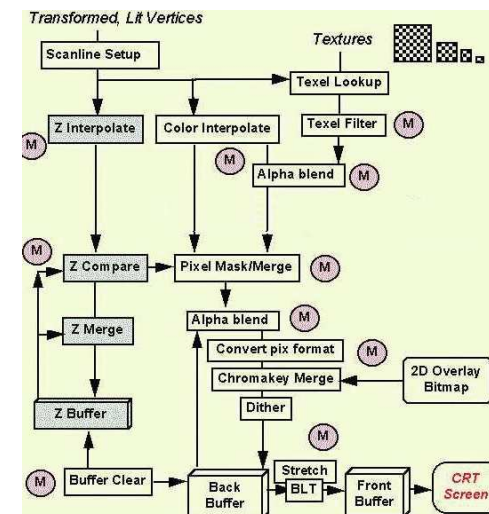 Transformed, Lit Vertices
Textures
Scanline Setup
Texel Lookup
Z Interpolate
Color Interpolate
Texel Filter
M
M
M
Alpha blend
M
M
Z Compare
Pixel Mask/Merge
M
Alpha blend
M
Z Merge
Convert pix format
M
Chromakey Merge
2D Overlay
Bitmap
Dither
Z Buffer
M
Stretch
M
Buffer Clear
Back
Buffer
BLT
Front
Buffer
CRT
Screen